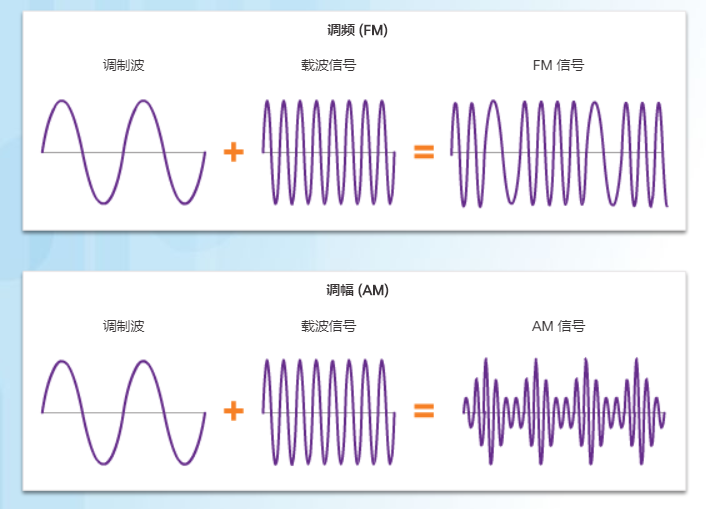 调频 (FM)
调制波 载波信号 FM 信号
+ =
调幅 (AM)
调制波 载波信号 AM 信号
+ =